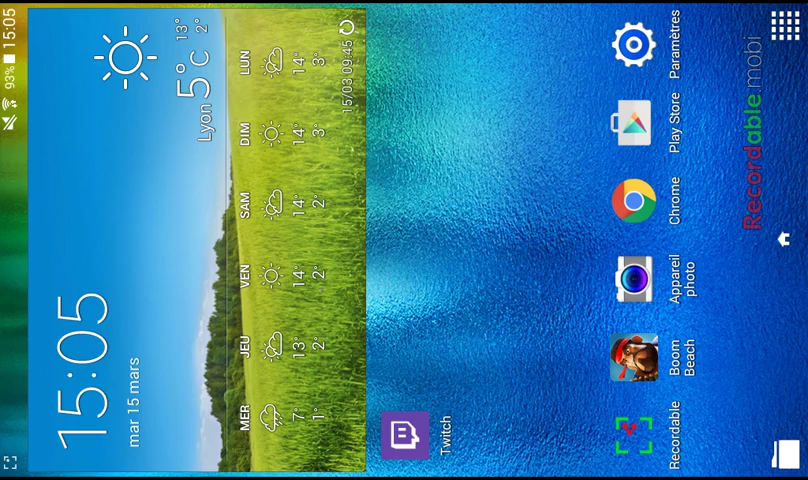 93% 15:05
15:05
mar 15 mars
Lyon
5°C
13°
2°
MER JEU VEN SAM DIM LUN
7° 13° 14° 14° 14° 14°
1° 2° 2° 2° 3° 3°
15/03 09:45
Twitch
Recordable
Boom Beach
Appareil photo
Chrome
Play Store
Paramètres
Recordable.mobi